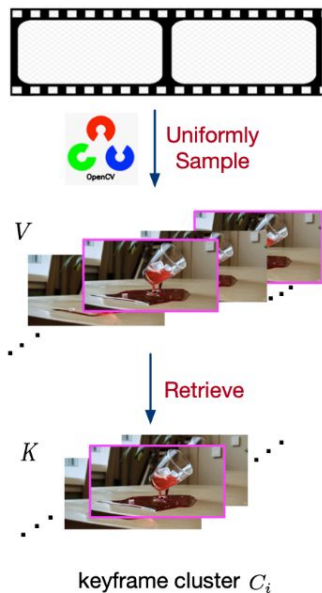 Uniformly
Sample
OpenCV
V
Retrieve
K
keyframe cluster C_i